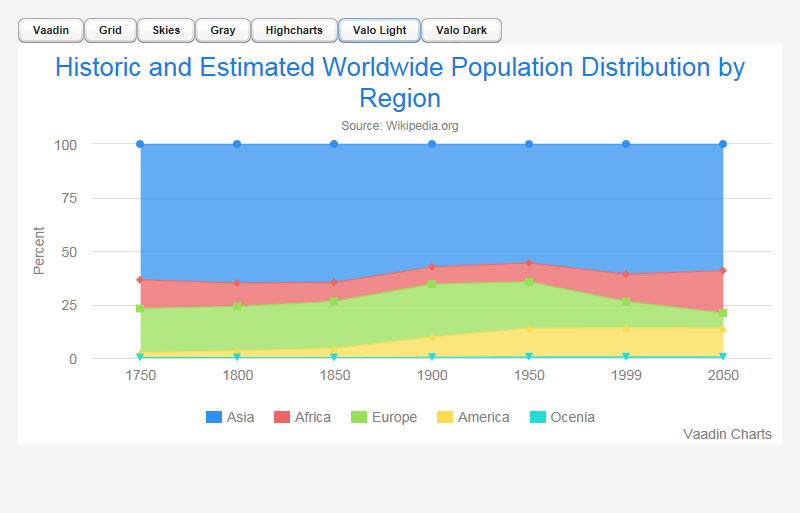 Vaadin Grid Skies Gray Highcharts Valo Light Valo Dark
Historic and Estimated Worldwide Population Distribution by
Region
Source: Wikipedia.org
Percent
100
75
50
25
0
1750 1800 1850 1900 1950 1999 2050
Asia Africa Europe America Ocenia
Vaadin Charts